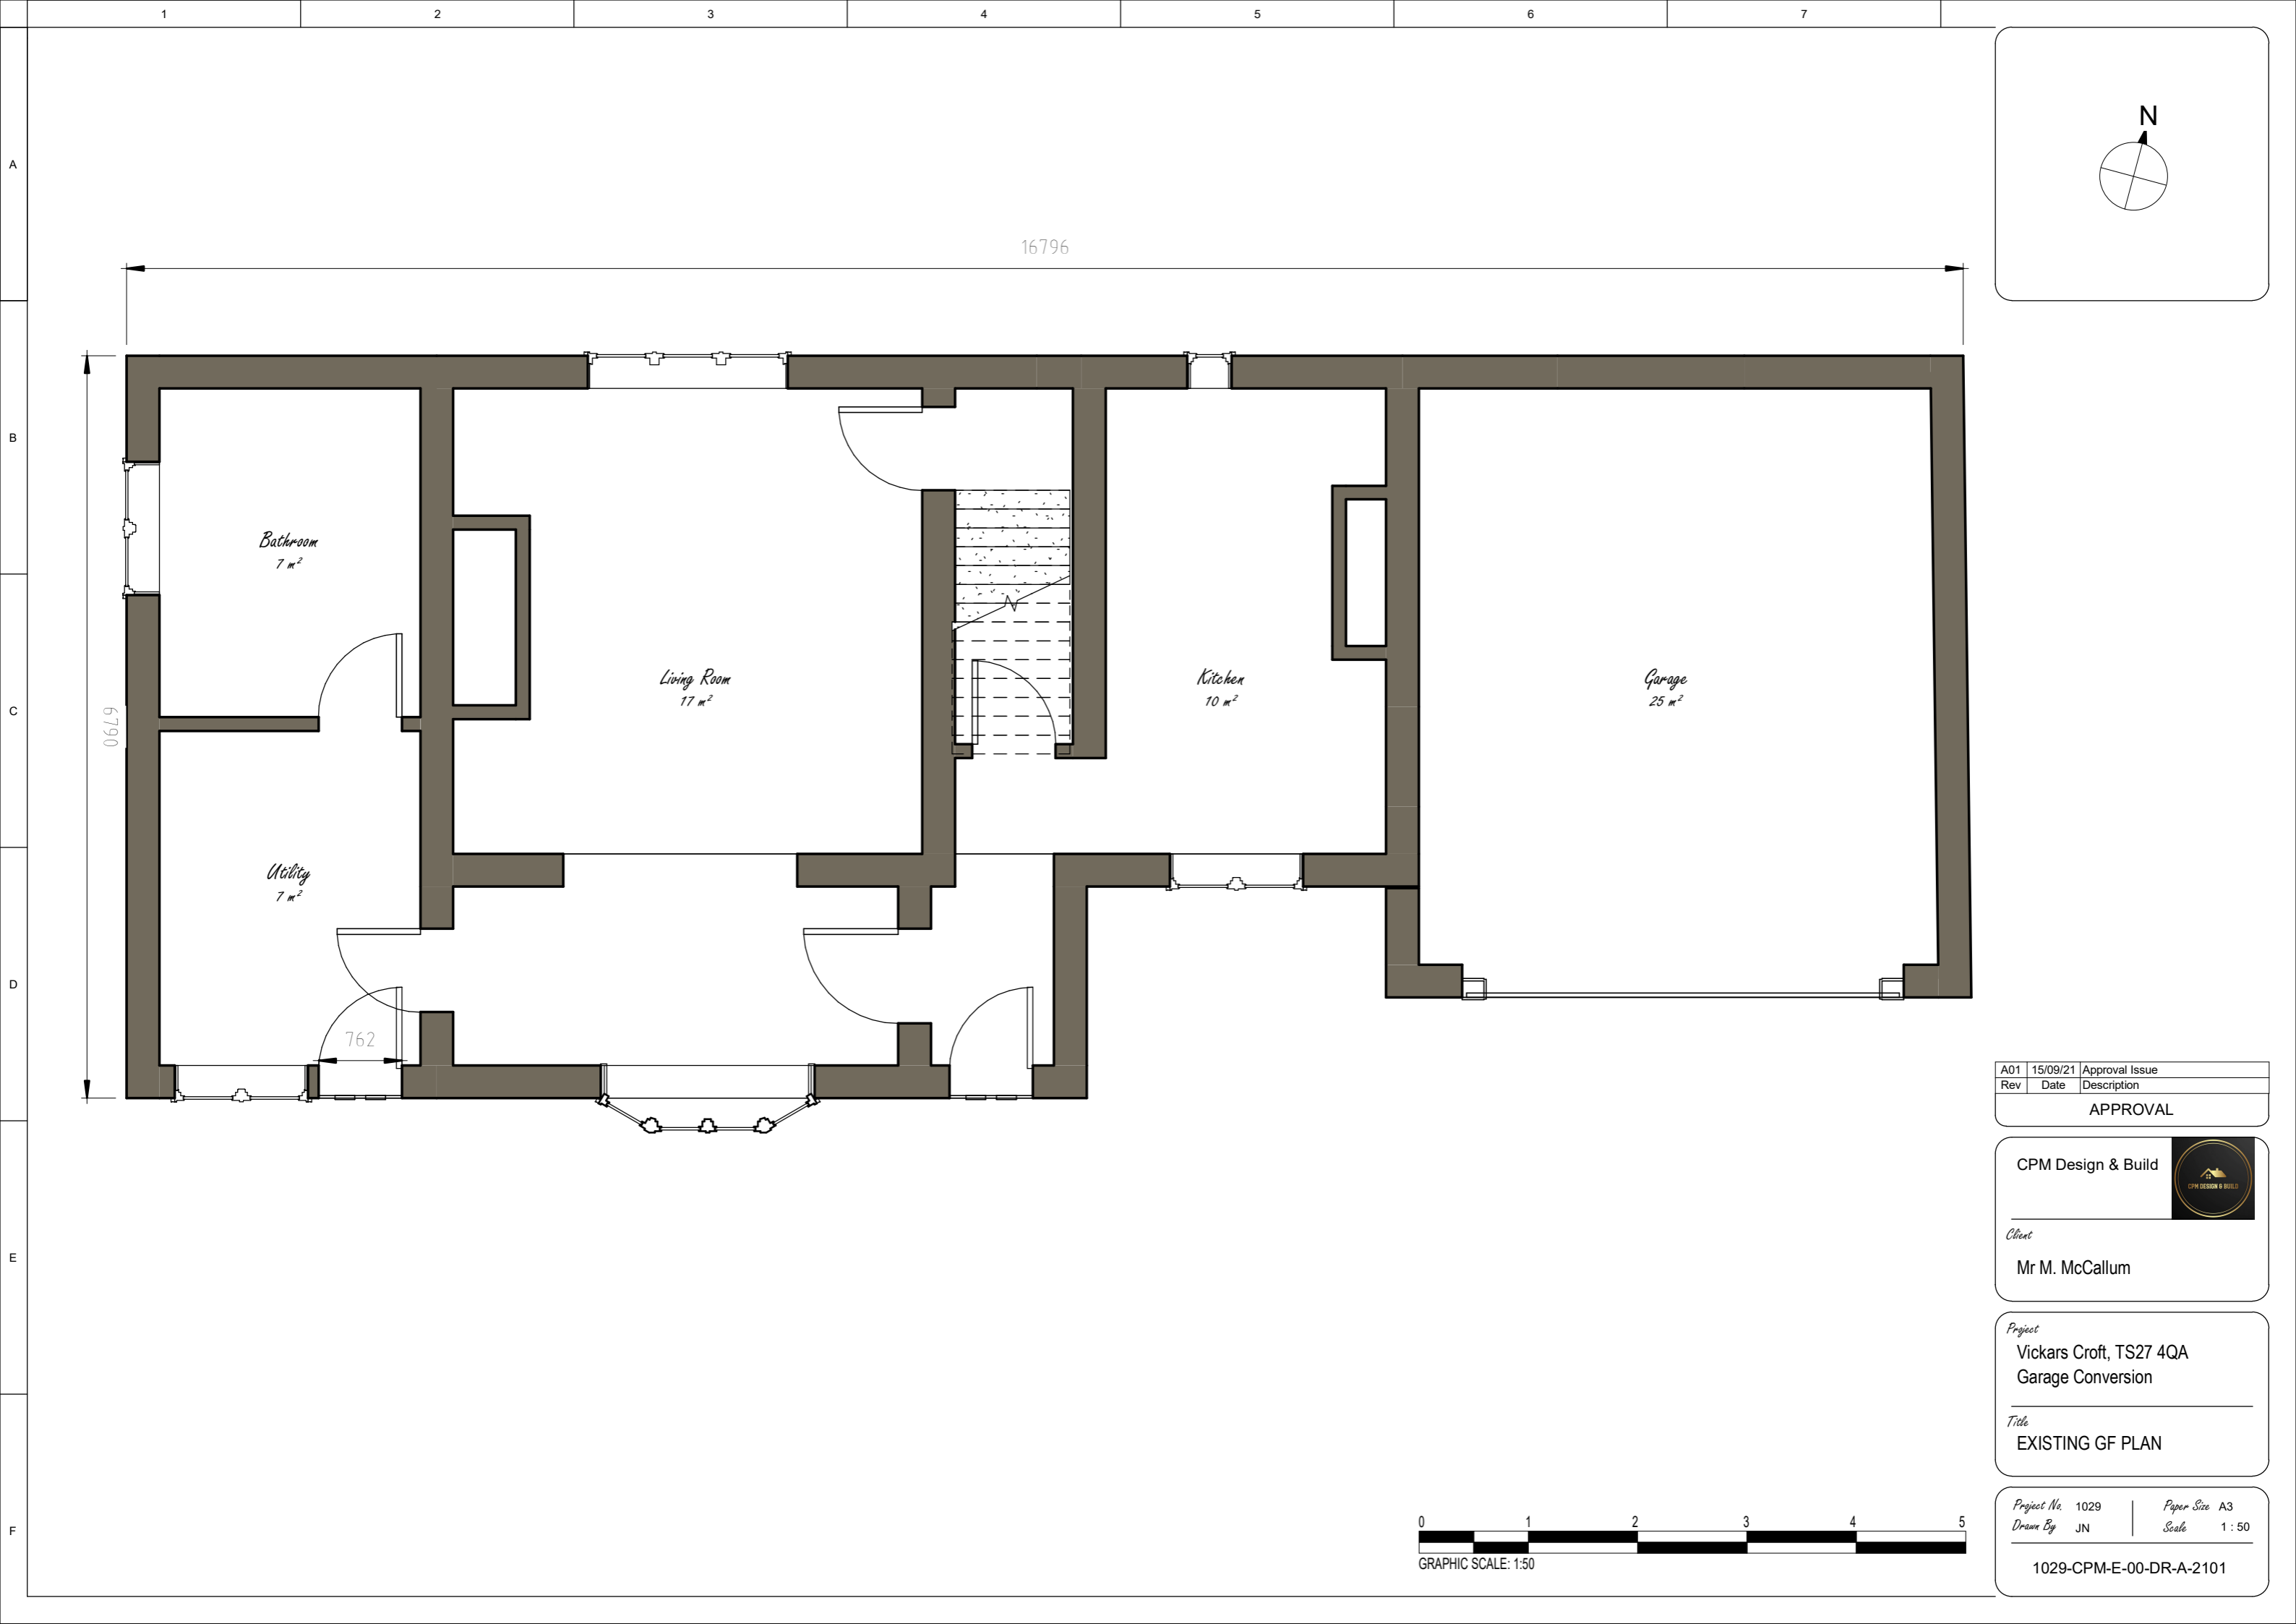 1 2 3 4 5 6 7
A
B
C
D
E
F
N
16796
6790
Bathroom
7 m²
Living Room
17 m²
Kitchen
10 m²
Garage
25 m²
Utility
7 m²
762
A01 15/09/21 Approval Issue
Rev Date Description
APPROVAL
CPM Design & Build
CPM DESIGN & BUILD
Client
Mr M. McCallum
Project
Vickars Croft, TS27 4QA
Garage Conversion
Title
EXISTING GF PLAN
Project No. 1029 Paper Size A3
Drawn By JN Scale 1 : 50
1029-CPM-E-00-DR-A-2101
0 1 2 3 4 5
GRAPHIC SCALE: 1:50